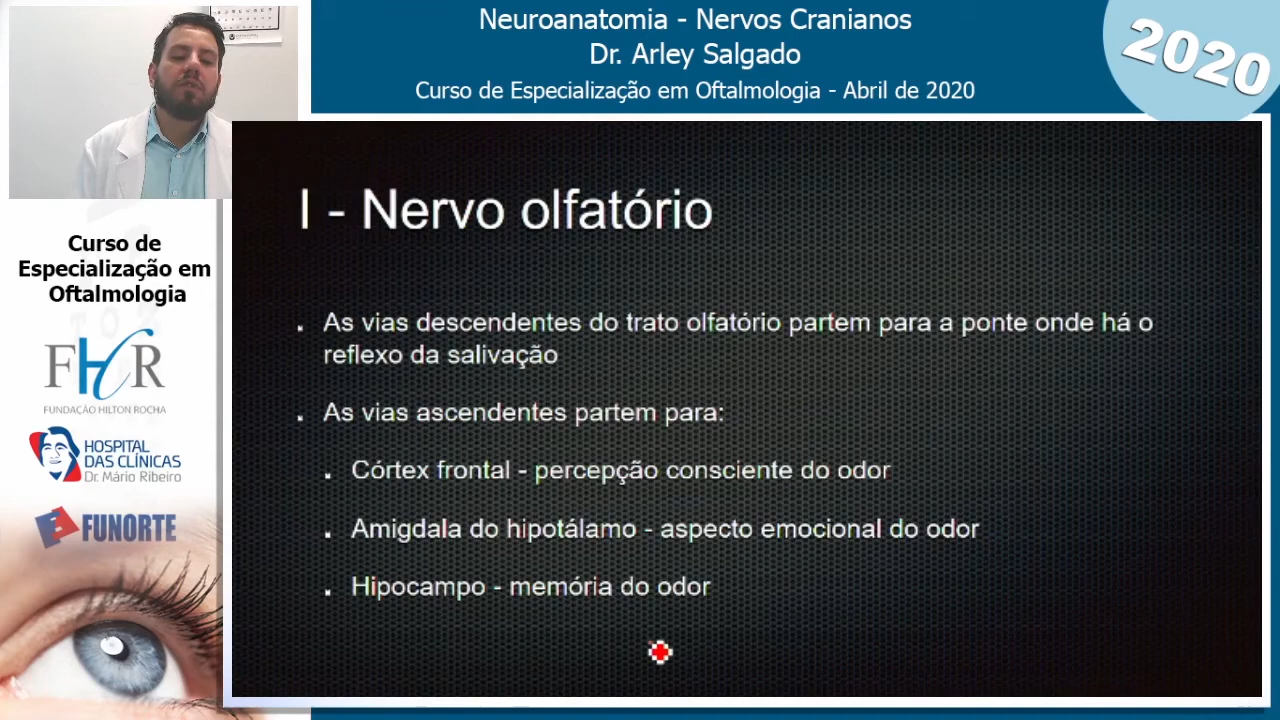 Neuroanatomia - Nervos Cranianos
Dr. Arley Salgado
Curso de Especialização em Oftalmologia - Abril de 2020
2020
I - Nervo olfatório
. As vias descendentes do trato olfatório partem para a ponte onde há o
reflexo da salivação
. As vias ascendentes partem para:
. Córtex frontal - percepção consciente do odor
. Amigdala do hipotálamo - aspecto emocional do odor
. Hipocampo - memória do odor
Curso de
Especialização em
Oftalmologia
FHR
FUNDAÇÃO HILTON ROCHA
HOSPITAL
DAS CLÍNICAS
Dr. Mário Ribeiro
FUNORTE